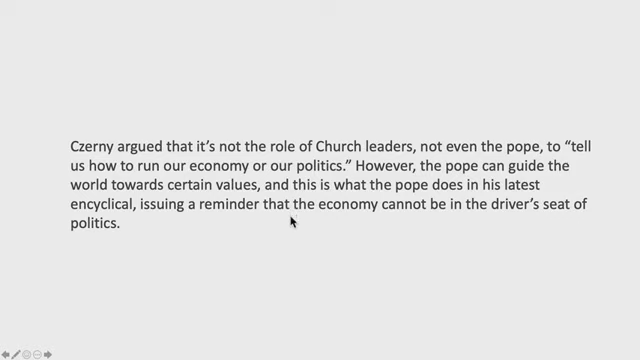 Czerny argued that it’s not the role of Church leaders, not even the pope, to “tell
us how to run our economy or our politics.” However, the pope can guide the
world towards certain values, and this is what the pope does in his latest
encyclical, issuing a reminder that the economy cannot be in the driver’s seat of
politics.